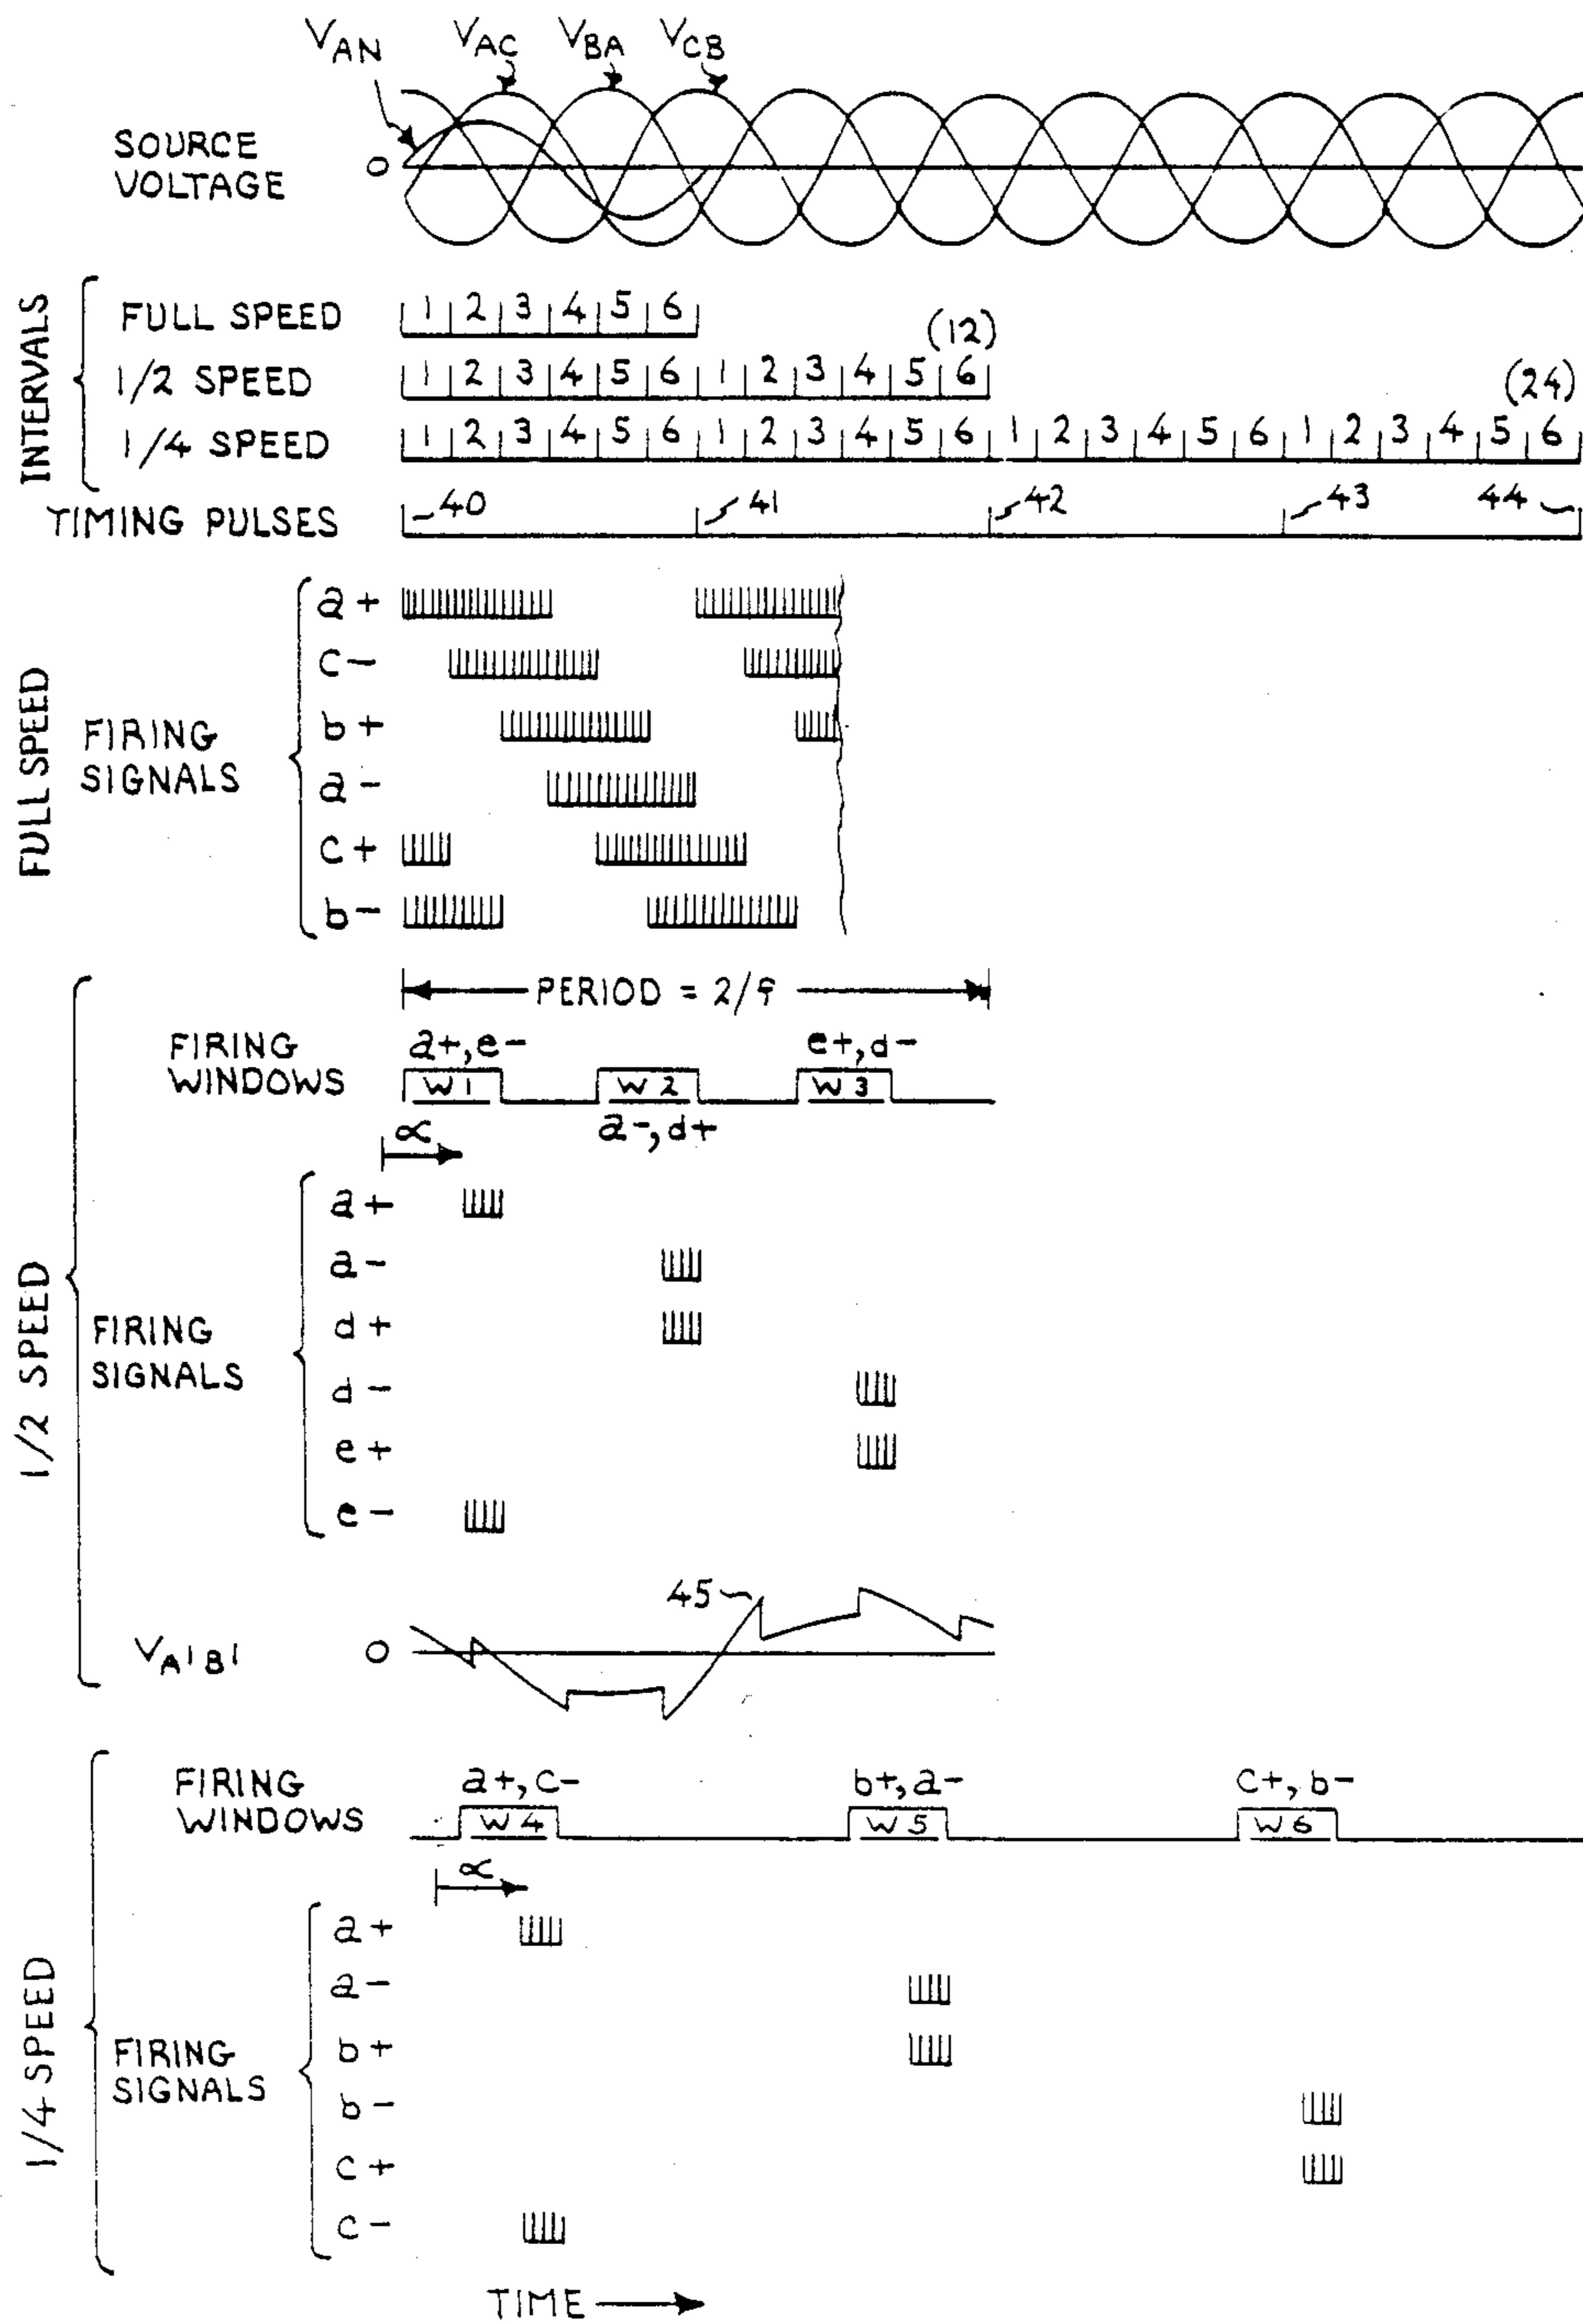 VAN VAC VBA VCB
SOURCE
VOLTAGE
0
INTERVALS
FULL SPEED 1 2 3 4 5 6
(12)
1/2 SPEED 1 2 3 4 5 6 1 2 3 4 5 6
(24)
1/4 SPEED 1 2 3 4 5 6 1 2 3 4 5 6 1 2 3 4 5 6 1 2 3 4 5 6
TIMING PULSES 40 41 42 43 44
FULL SPEED
FIRING
SIGNALS
a+
c-
b+
a-
c+
b-
1/2 SPEED
PERIOD = 2/f
FIRING
WINDOWS
a+, e- e+, d-
W1 W2 W3
a-, d+
∝
FIRING
SIGNALS
a+
a-
d+
d-
e+
e-
45
VA'B' 0
1/4 SPEED
FIRING
WINDOWS
a+, c- b+, a- c+, b-
W4 W5 W6
∝
FIRING
SIGNALS
a+
a-
b+
b-
c+
c-
TIME